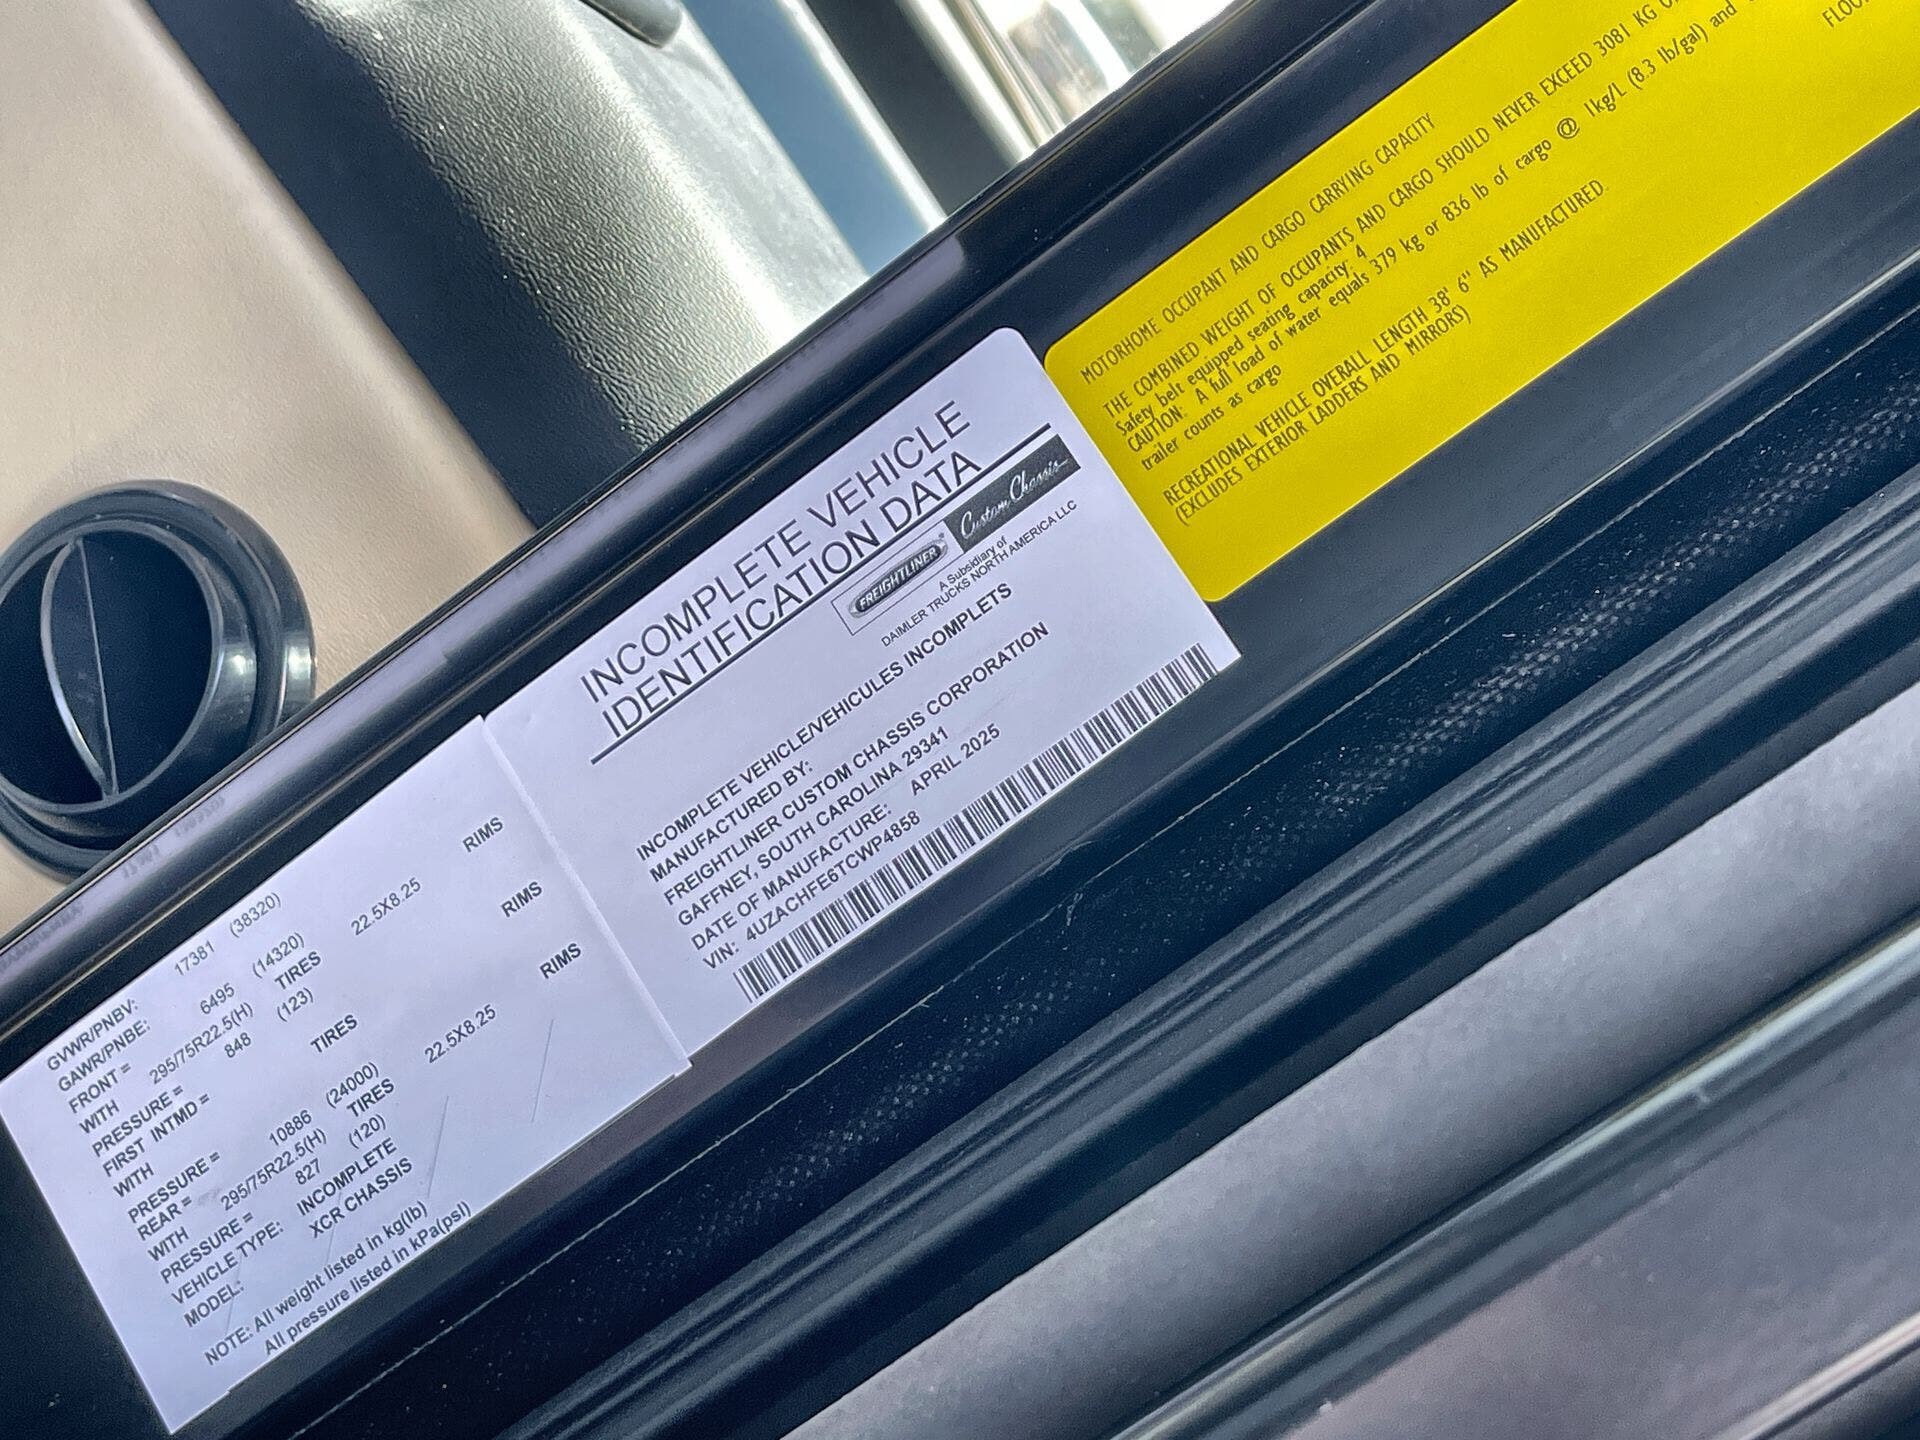 MOTORHOME OCCUPANT AND CARGO CARRYING CAPACITY
THE COMBINED WEIGHT OF OCCUPANTS AND CARGO SHOULD NEVER EXCEED 3081 KG
Safety belt equipped seating capacity: 4
CAUTION: A full load of water equals 379 kg or 836 lb of cargo @ 1kg/L (8.3 lb/gal) and
trailer counts as cargo
RECREATIONAL VEHICLE OVERALL LENGTH 38' 6" AS MANUFACTURED
(EXCLUDES EXTERIOR LADDERS AND MIRRORS)
INCOMPLETE VEHICLE
IDENTIFICATION DATA
FREIGHTLINER Custom Chassis
A Subsidiary of
DAIMLER TRUCKS NORTH AMERICA LLC
INCOMPLETE VEHICLE/VEHICULES INCOMPLETS
MANUFACTURED BY:
FREIGHTLINER CUSTOM CHASSIS CORPORATION
GAFFNEY, SOUTH CAROLINA 29341
DATE OF MANUFACTURE: APRIL 2025
VIN: 4UZACHFE6TCWP4858
GVWR/PNBV: 17381 (38320)
GAWR/PNBE:
FRONT = 6495 (14320)
WITH 295/75R22.5(H) TIRES 22.5X8.25 RIMS
PRESSURE = 848 (123)
FIRST INTMD =
WITH TIRES RIMS
PRESSURE =
REAR = 10886 (24000)
WITH 295/75R22.5(H) TIRES 22.5X8.25 RIMS
PRESSURE = 827 (120)
VEHICLE TYPE: INCOMPLETE
MODEL: XCR CHASSIS
NOTE: All weight listed in kg(lb)
All pressure listed in kPa(psi)